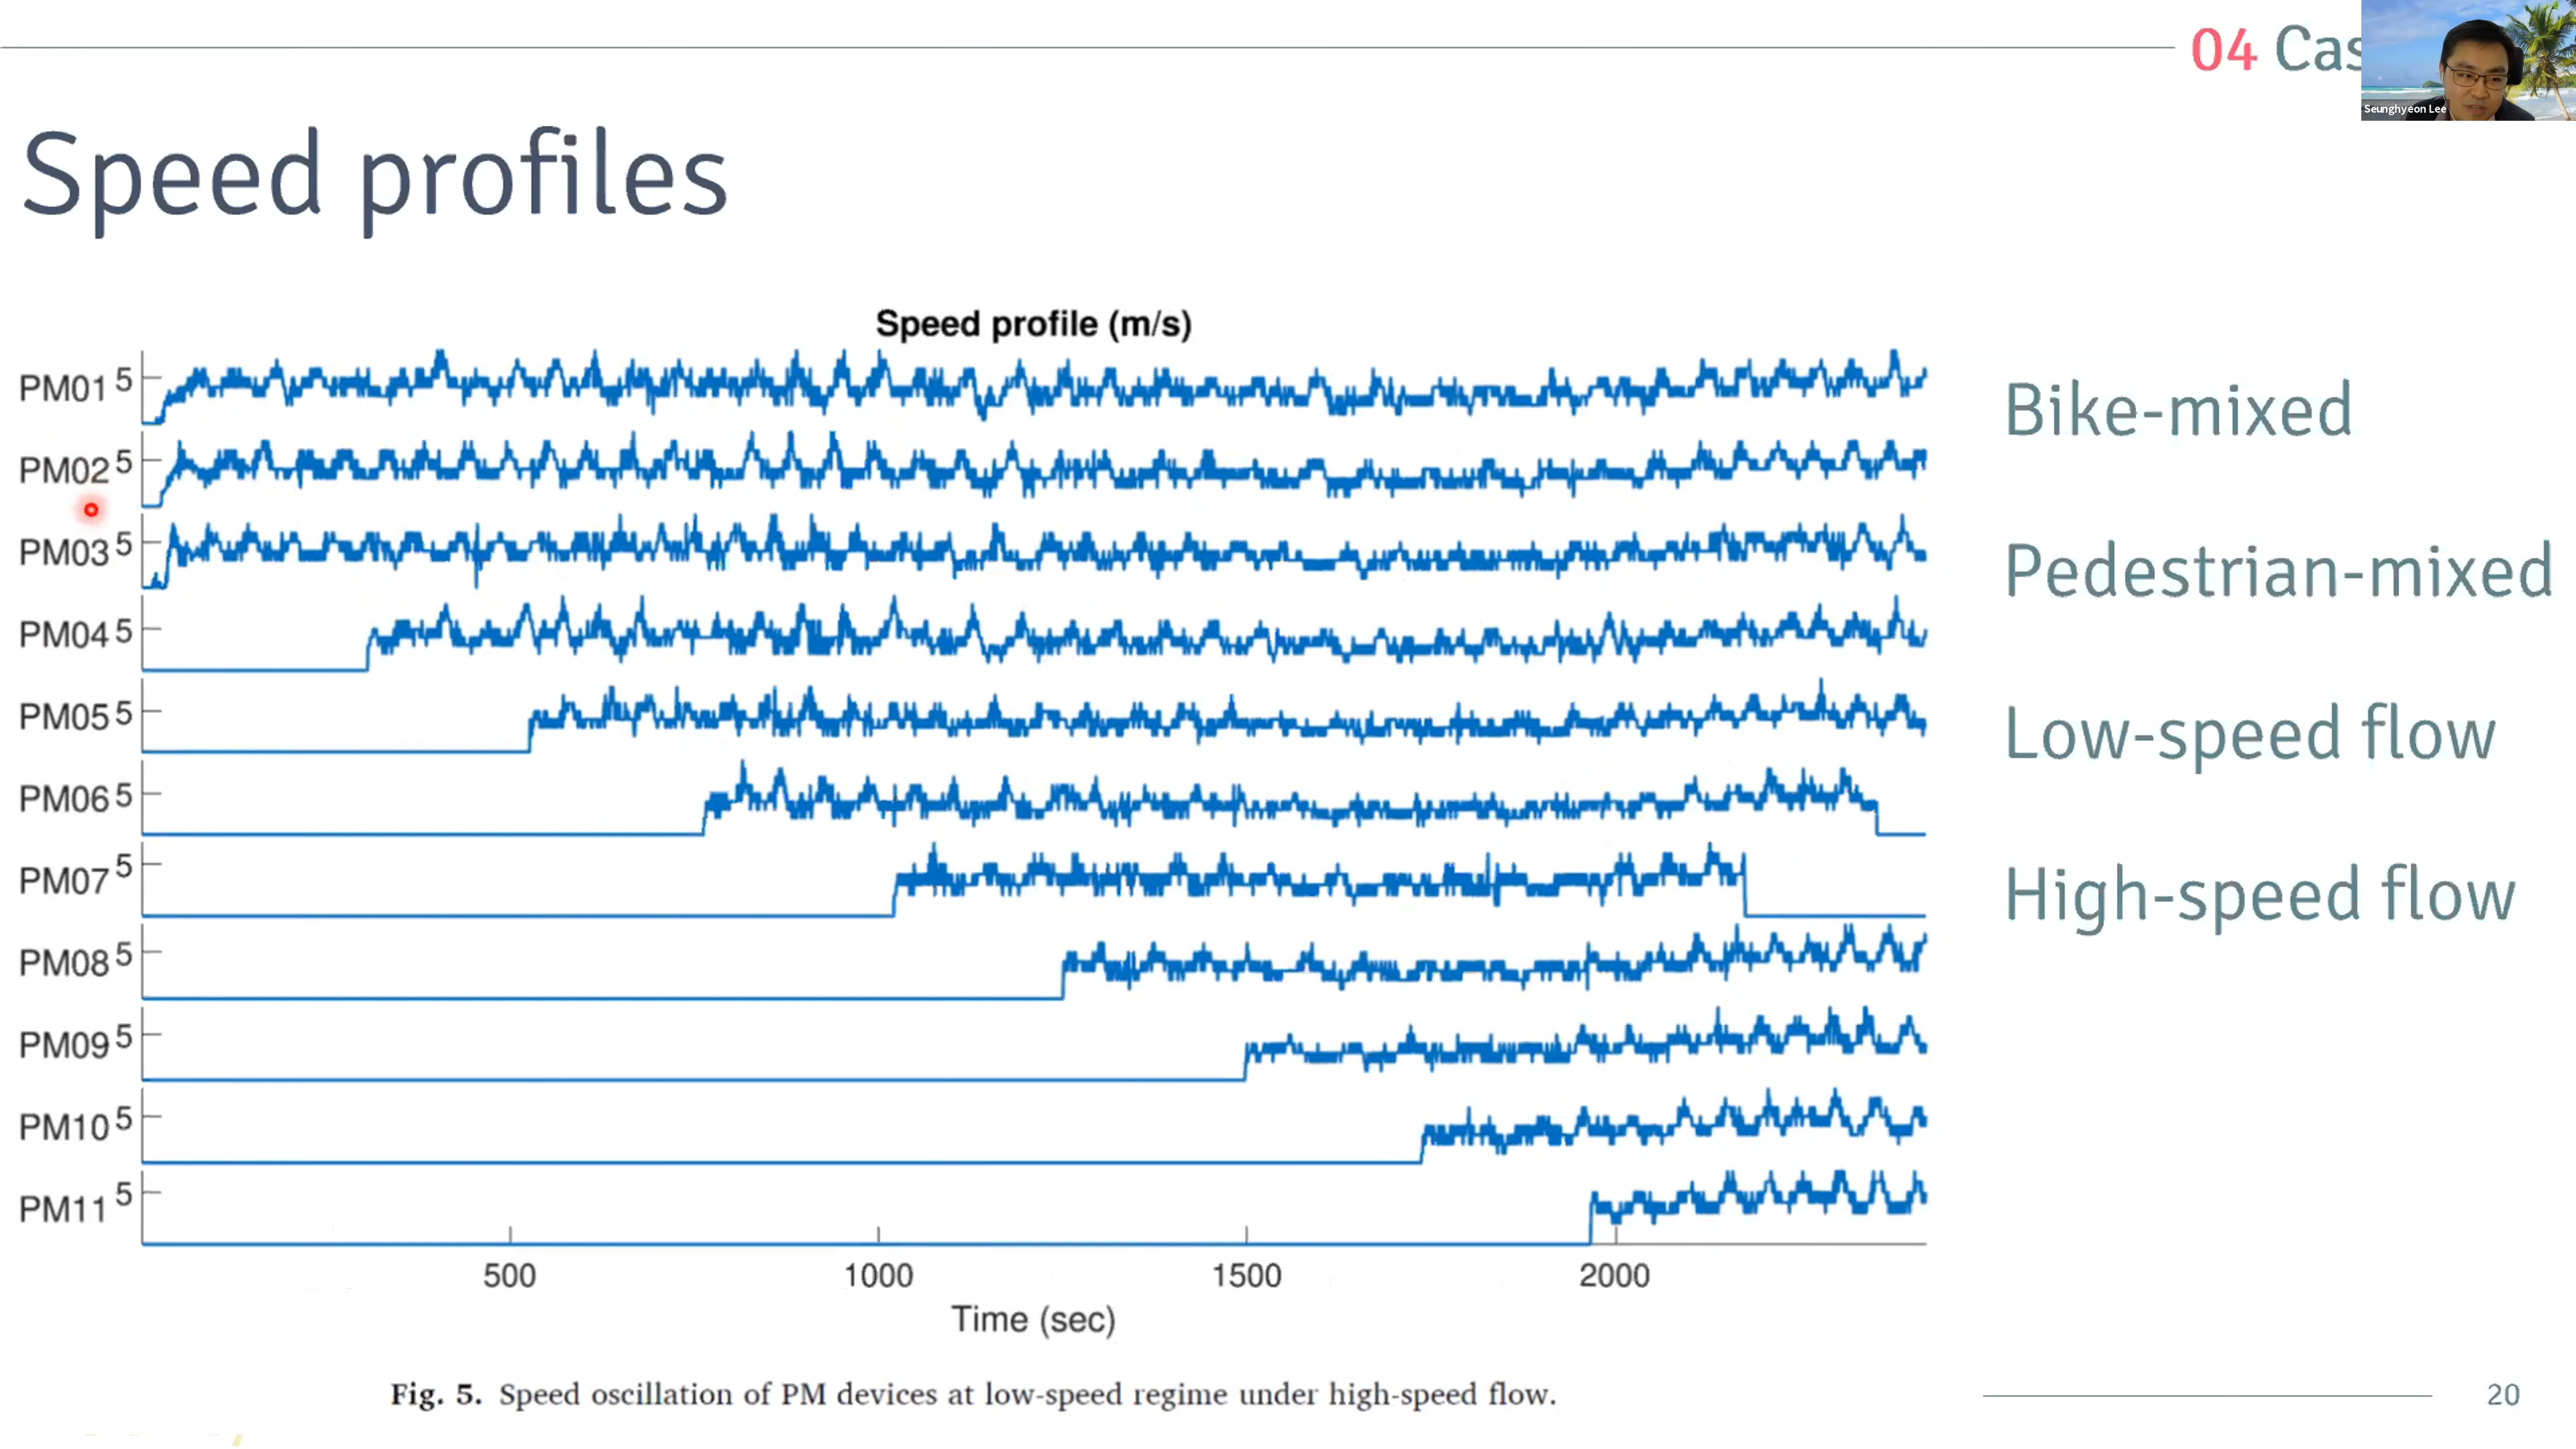 04 Cas
Seunghyeon Lee
Speed profiles
Speed profile (m/s)
PM01 5
PM02 5
PM03 5
PM04 5
PM05 5
PM06 5
PM07 5
PM08 5
PM09 5
PM10 5
PM11 5
500 1000 1500 2000
Time (sec)
Bike-mixed
Pedestrian-mixed
Low-speed flow
High-speed flow
Fig. 5. Speed oscillation of PM devices at low-speed regime under high-speed flow.
20